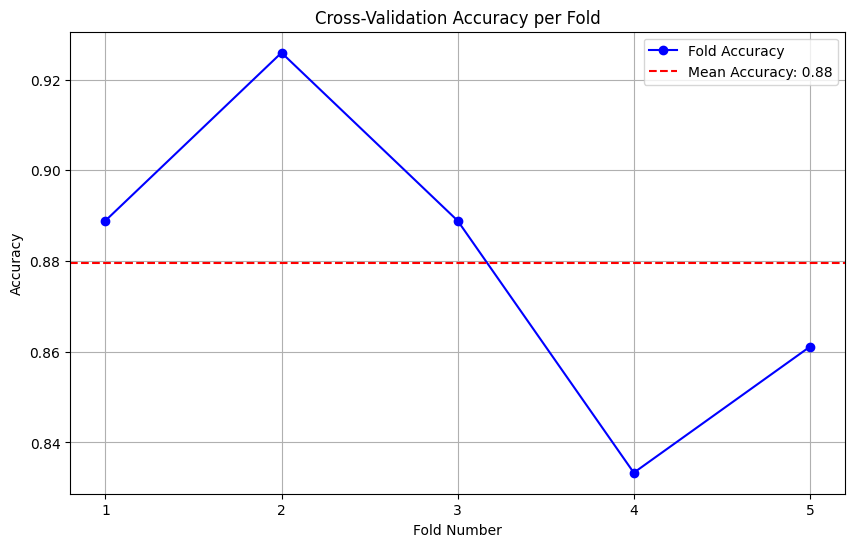 Cross-Validation Accuracy per Fold
Fold Accuracy
Mean Accuracy: 0.88
0.92
0.90
0.88
0.86
0.84
Accuracy
1 2 3 4 5
Fold Number